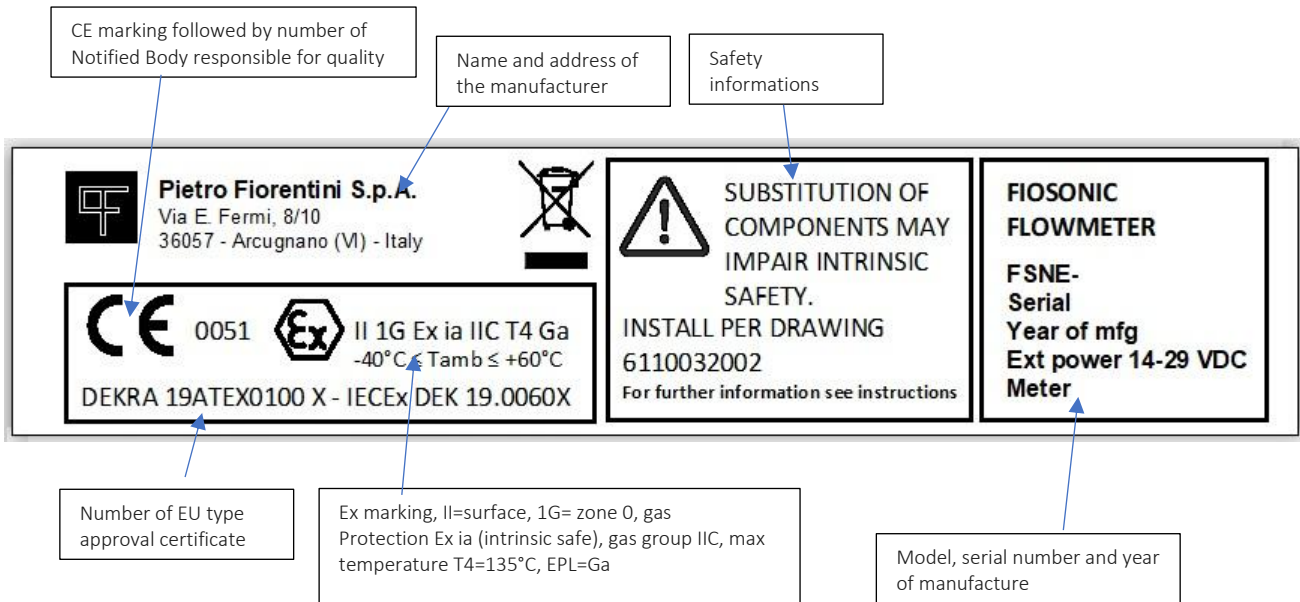 CE marking followed by number of
Notified Body responsible for quality
Name and address of
the manufacturer
Safety
informations
Pietro Fiorentini S.p.A.
Via E. Fermi, 8/10
36057 - Arcugnano (VI) - Italy
CE 0051 Ex II 1G Ex ia IIC T4 Ga
-40°C ≤ Tamb ≤ +60°C
DEKRA 19ATEX0100 X - IECEx DEK 19.0060X
SUBSTITUTION OF
COMPONENTS MAY
IMPAIR INTRINSIC
SAFETY.
INSTALL PER DRAWING
6110032002
For further information see instructions
FIOSONIC
FLOWMETER
FSNE-
Serial
Year of mfg
Ext power 14-29 VDC
Meter
Number of EU type
approval certificate
Ex marking, II=surface, 1G= zone 0, gas
Protection Ex ia (intrinsic safe), gas group IIC, max
temperature T4=135°C, EPL=Ga
Model, serial number and year
of manufacture